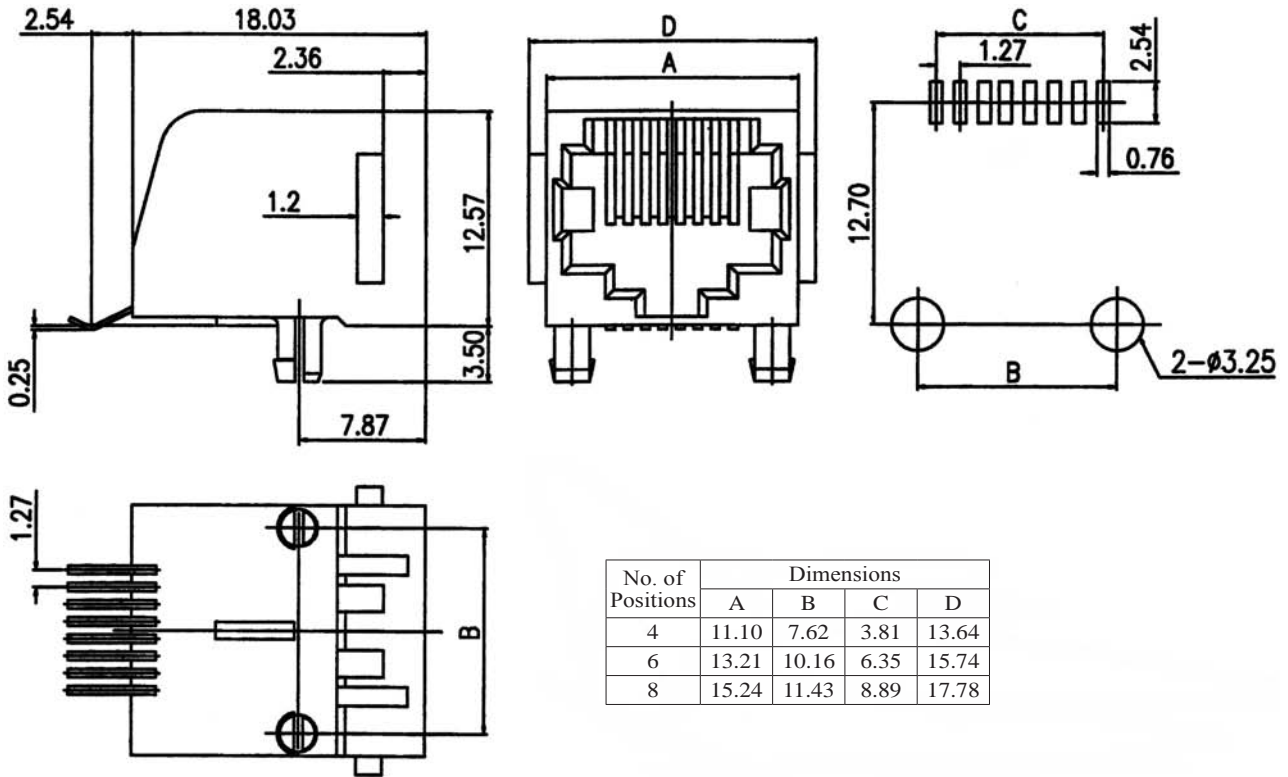 2.54
18.03
2.36
1.2
12.57
3.50
0.25
7.87
D
A
C
1.27
2.54
0.76
12.70
B
2-ø3.25
1.27
B
No. of Positions
Dimensions
A B C D
4 11.10 7.62 3.81 13.64
6 13.21 10.16 6.35 15.74
8 15.24 11.43 8.89 17.78